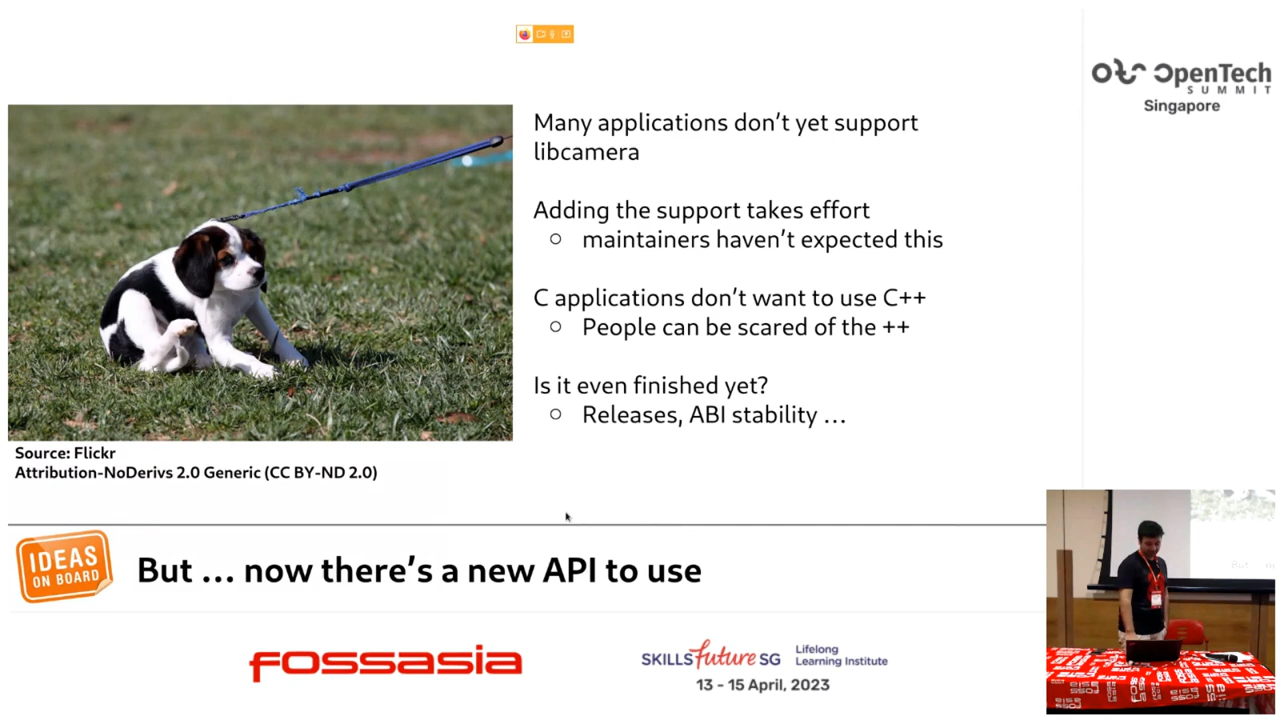 OpenTech
SUMMIT
Singapore
Many applications don't yet support
libcamera
Adding the support takes effort
maintainers haven't expected this
C applications don't want to use C++
People can be scared of the ++
Is it even finished yet?
Releases, ABI stability ...
Source: Flickr
Attribution-NoDerivs 2.0 Generic (CC BY-ND 2.0)
IDEAS
ON BOARD
But ... now there's a new API to use
FOSSASIA
SKILLS future SG
Lifelong
Learning Institute
13 - 15 April, 2023